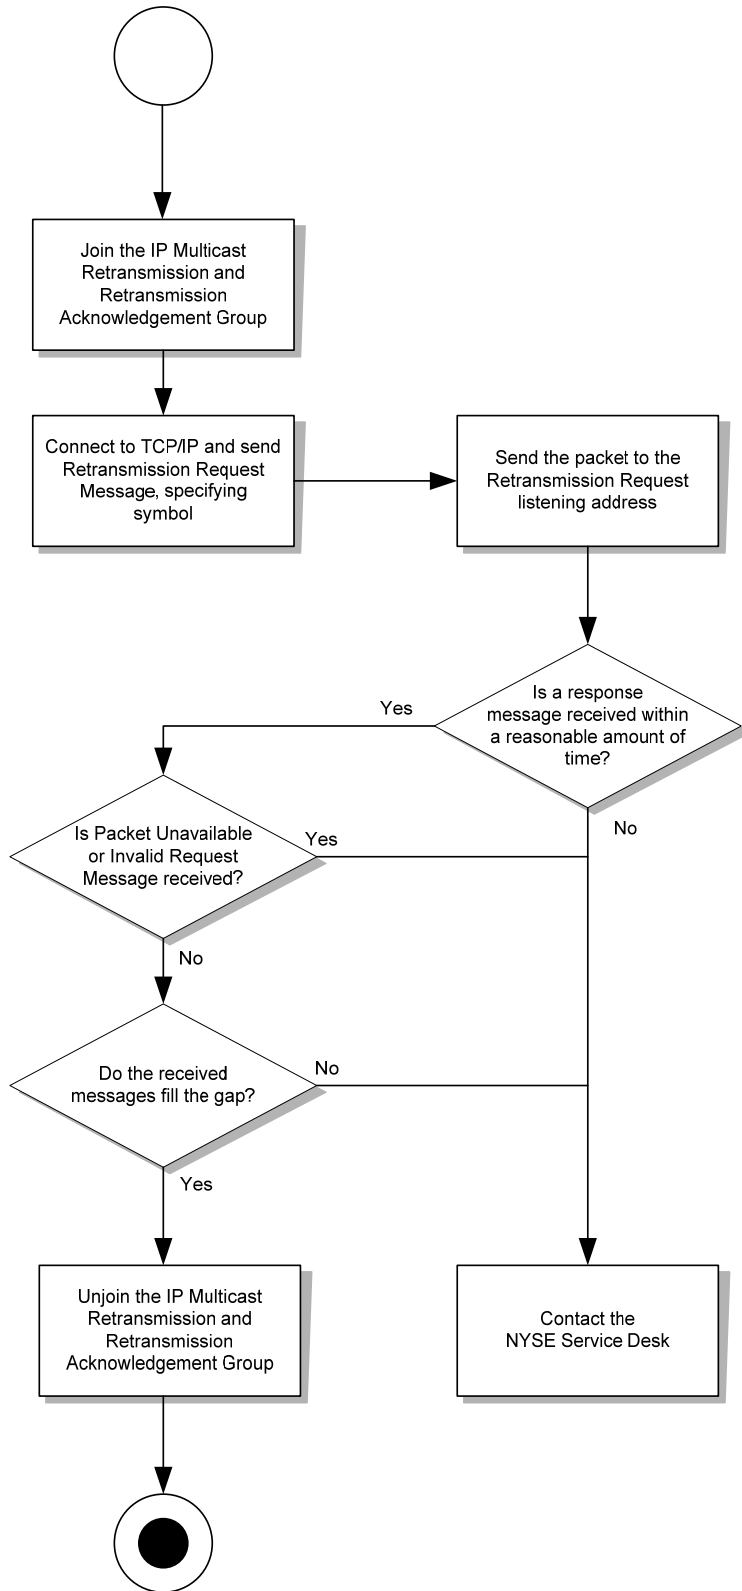 Join the IP Multicast
Retransmission and
Retransmission
Acknowledgement Group
Connect to TCP/IP and send
Retransmission Request
Message, specifying
symbol
Send the packet to the
Retransmission Request
listening address
Is a response
message received within
a reasonable amount of
time?
Yes
No
Is Packet Unavailable
or Invalid Request
Message received?
Yes
No
Do the received
messages fill the gap?
No
Yes
Unjoin the IP Multicast
Retransmission and
Retransmission
Acknowledgement Group
Contact the
NYSE Service Desk